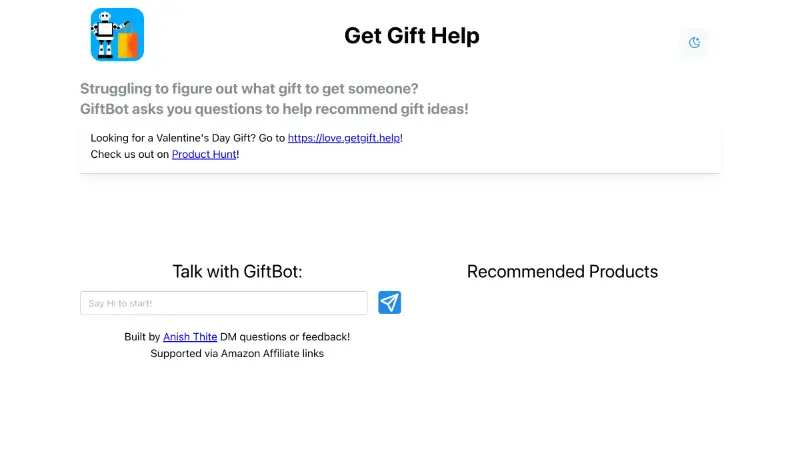 Get Gift Help
Struggling to figure out what gift to get someone?
GiftBot asks you questions to help recommend gift ideas!
Looking for a Valentine's Day Gift? Go to https://love.getgift.help!
Check us out on Product Hunt!
Talk with GiftBot:
Recommended Products
Say Hi to start!
Built by Anish Thite DM questions or feedback!
Supported via Amazon Affiliate links